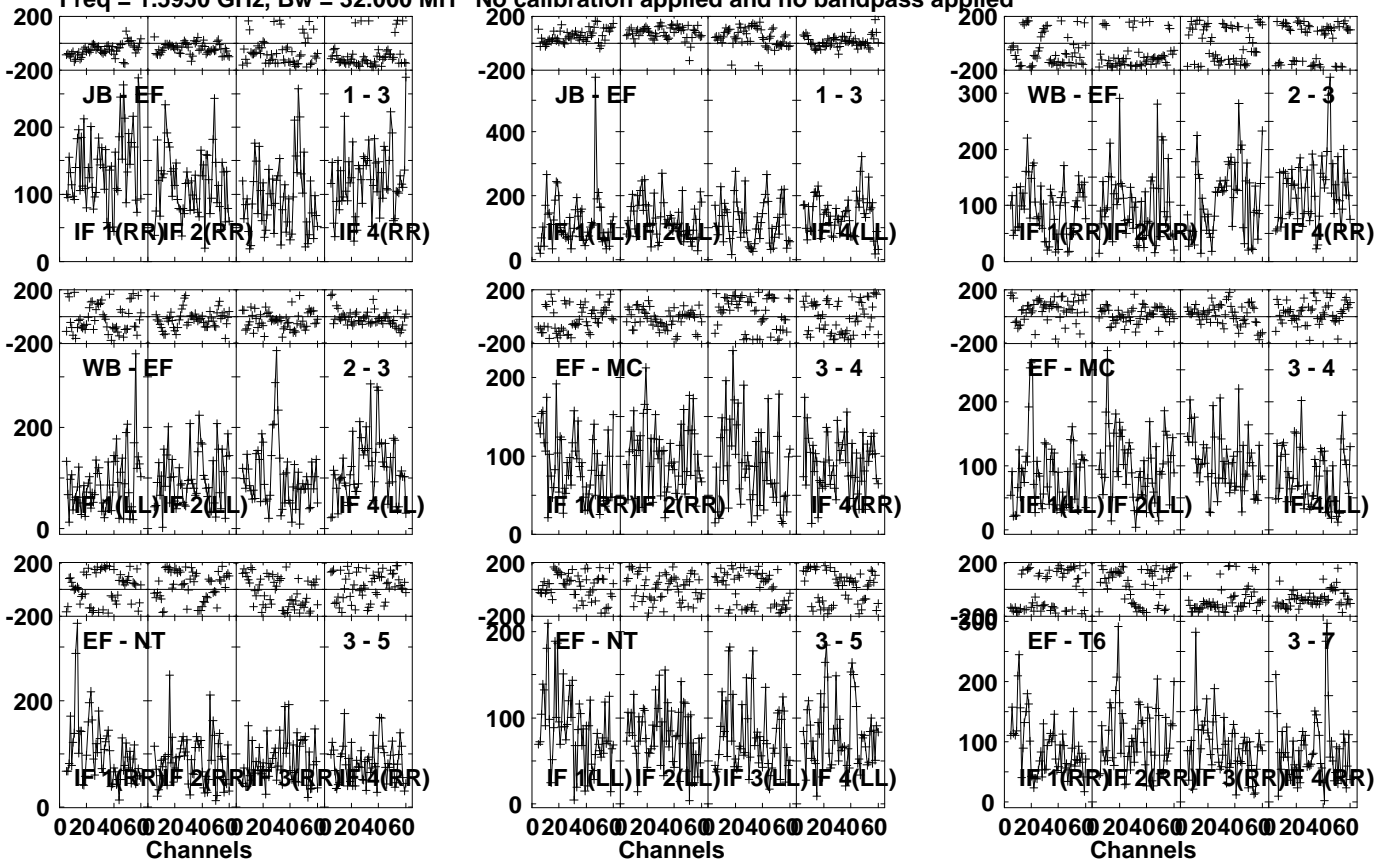 Freq = 1.5950 GHz, Bw = 32.000 MH No calibration applied and no bandpass applied
200
-200
JB - EF 1 - 3
200
100
0
IF 1(RR) IF 2(RR) IF 4(RR)
JB - EF 1 - 3
400
200
0
IF 1(LL) IF 2(LL) IF 4(LL)
200
-200
300
WB - EF 2 - 3
200
100
0
IF 1(RR) IF 2(RR) IF 4(RR)
200
-200
WB - EF 2 - 3
200
0
IF 1(LL) IF 2(LL) IF 4(LL)
200
-200
EF - MC 3 - 4
200
100
0
IF 1(RR) IF 2(RR) IF 4(RR)
200
-200
EF - MC 3 - 4
200
100
0
IF 1(LL) IF 2(LL) IF 4(LL)
200
-200
EF - NT 3 - 5
200
0
IF 1(RR) IF 2(RR) IF 3(RR) IF 4(RR)
0 20 40 60 0 20 40 60 0 20 40 60 0 20 40 60
Channels
200
-200
200
EF - NT 3 - 5
100
0
IF 1(LL) IF 2(LL) IF 3(LL) IF 4(LL)
0 20 40 60 0 20 40 60 0 20 40 60 0 20 40 60
Channels
200
-200
300
EF - T6 3 - 7
200
100
0
IF 1(RR) IF 2(RR) IF 3(RR) IF 4(RR)
0 20 40 60 0 20 40 60 0 20 40 60 0 20 40 60
Channels